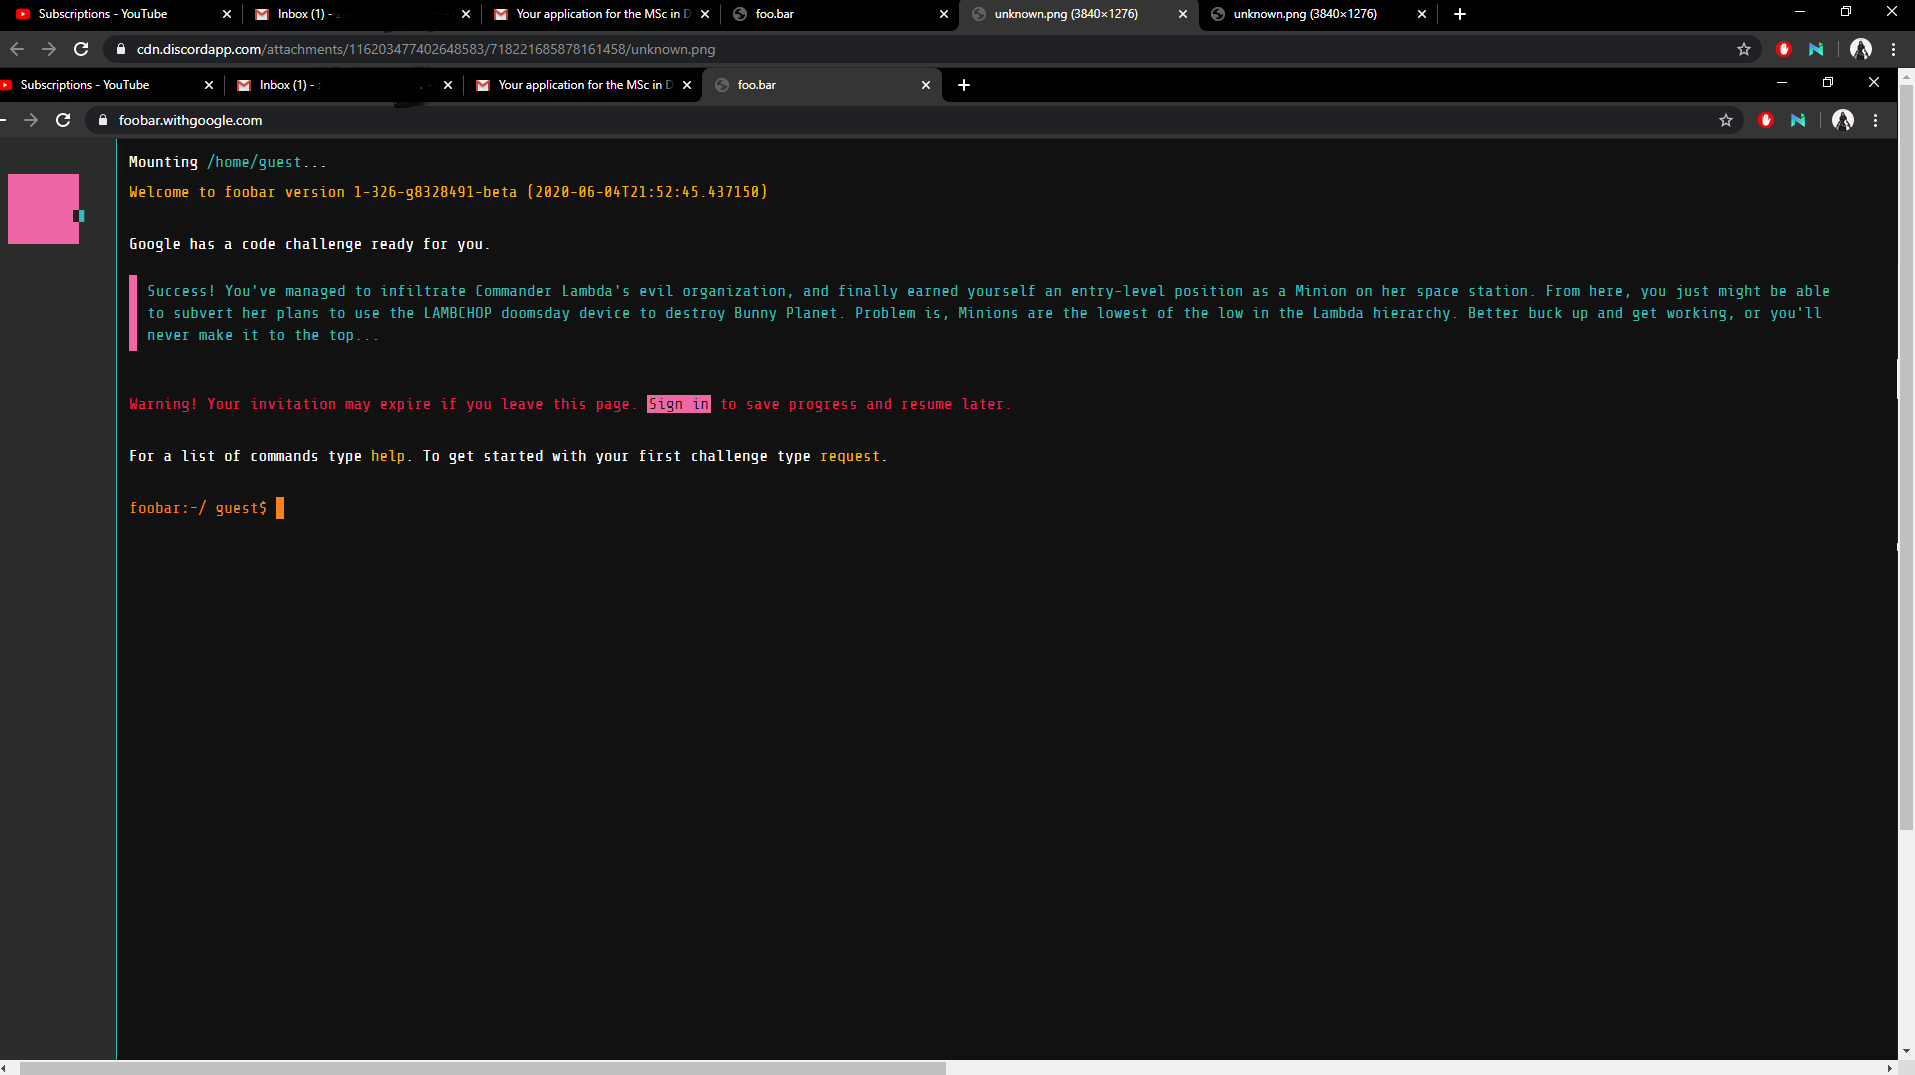 Subscriptions - YouTube
Inbox (1) -
Your application for the MSc in D
foo.bar
unknown.png (3840×1276)
unknown.png (3840×1276)
cdn.discordapp.com/attachments/116203477402648583/718221685878161458/unknown.png
Subscriptions - YouTube
Inbox (1) -
Your application for the MSc in D
foo.bar
foobar.withgoogle.com
Mounting /home/guest...
Welcome to foobar version 1-326-g8328491-beta (2020-06-04T21:52:45.437150)
Google has a code challenge ready for you.
Success! You've managed to infiltrate Commander Lambda's evil organization, and finally earned yourself an entry-level position as a Minion on her space station. From here, you just might be able
to subvert her plans to use the LAMBCHOP doomsday device to destroy Bunny Planet. Problem is, Minions are the lowest of the low in the Lambda hierarchy. Better buck up and get working, or you'll
never make it to the top...
Warning! Your invitation may expire if you leave this page. Sign in to save progress and resume later.
For a list of commands type help. To get started with your first challenge type request.
foobar:~/ guest$